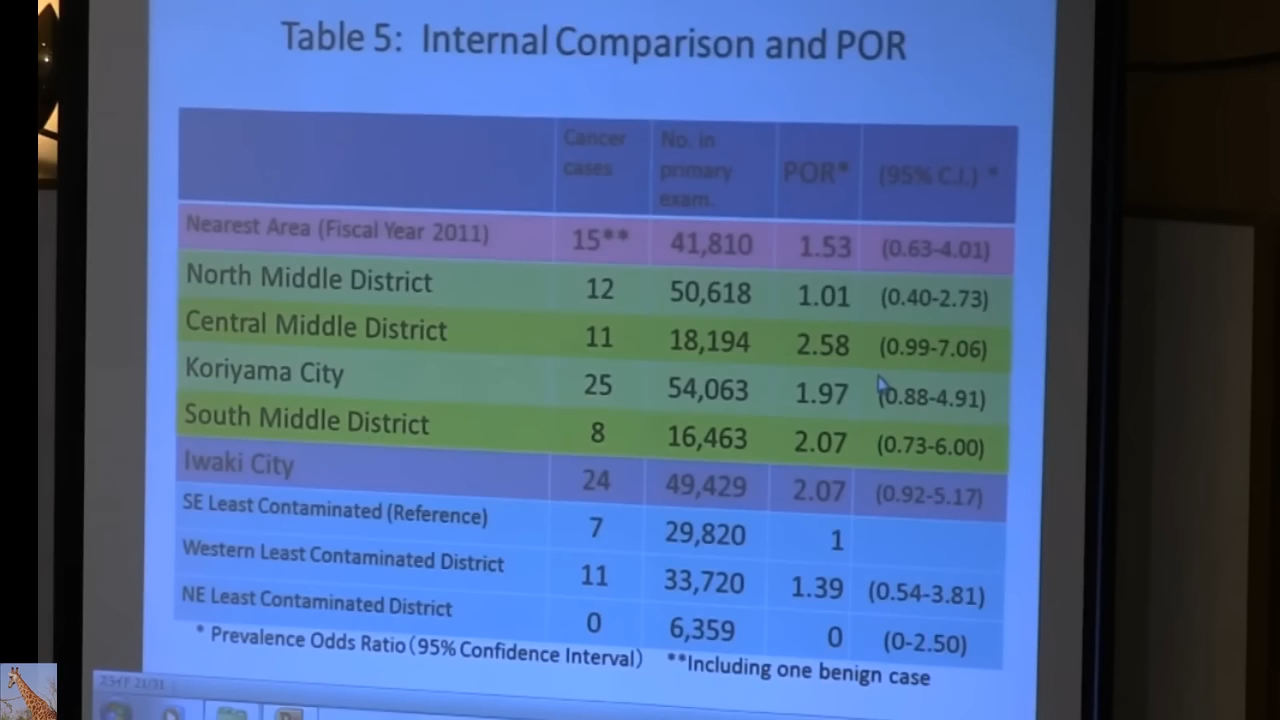 Table 5: Internal Comparison and POR
Cancer cases No. in primary exam. POR* (95% C.I.) *
Nearest Area (Fiscal Year 2011) 15** 41,810 1.53 (0.63-4.01)
North Middle District 12 50,618 1.01 (0.40-2.73)
Central Middle District 11 18,194 2.58 (0.99-7.06)
Koriyama City 25 54,063 1.97 (0.88-4.91)
South Middle District 8 16,463 2.07 (0.73-6.00)
Iwaki City 24 49,429 2.07 (0.92-5.17)
SE Least Contaminated (Reference) 7 29,820 1
Western Least Contaminated District 11 33,720 1.39 (0.54-3.81)
NE Least Contaminated District 0 6,359 0 (0-2.50)
* Prevalence Odds Ratio (95% Confidence Interval) **Including one benign case
21/31